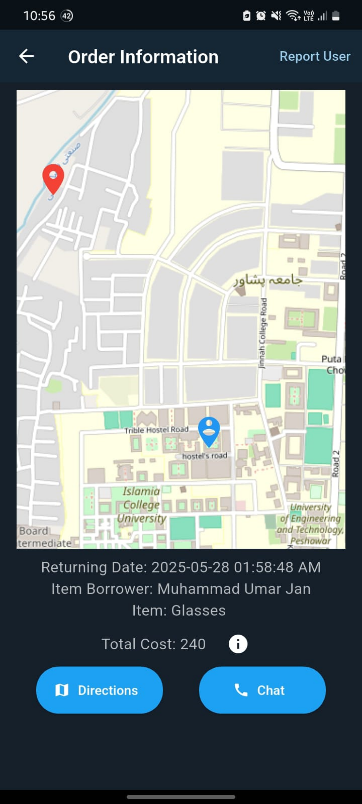 10:56 42
Order Information
Report User
جامعہ پشاور
Road 2
Jinnah College Road
Puta
Trible Hostel Road
hostel's road
Road 2
Islamia
College
University
University
of Engineering
and Technology,
Peshawar
Board
termediate
Returning Date: 2025-05-28 01:58:48 AM
Item Borrower: Muhammad Umar Jan
Item: Glasses
Total Cost: 240
Directions
Chat